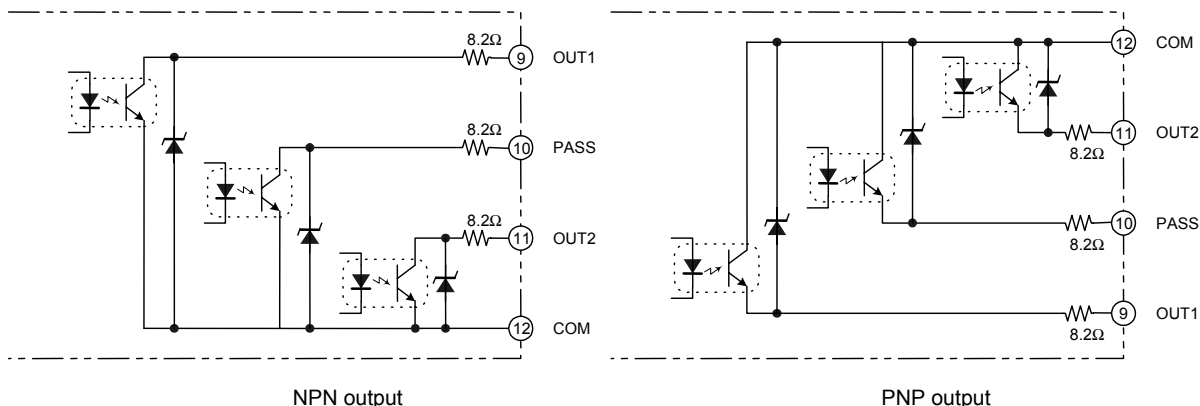 8.2Ω
9 OUT1
8.2Ω
10 PASS
8.2Ω
11 OUT2
12 COM
NPN output
12 COM
11 OUT2
8.2Ω
10 PASS
8.2Ω
9 OUT1
8.2Ω
PNP output